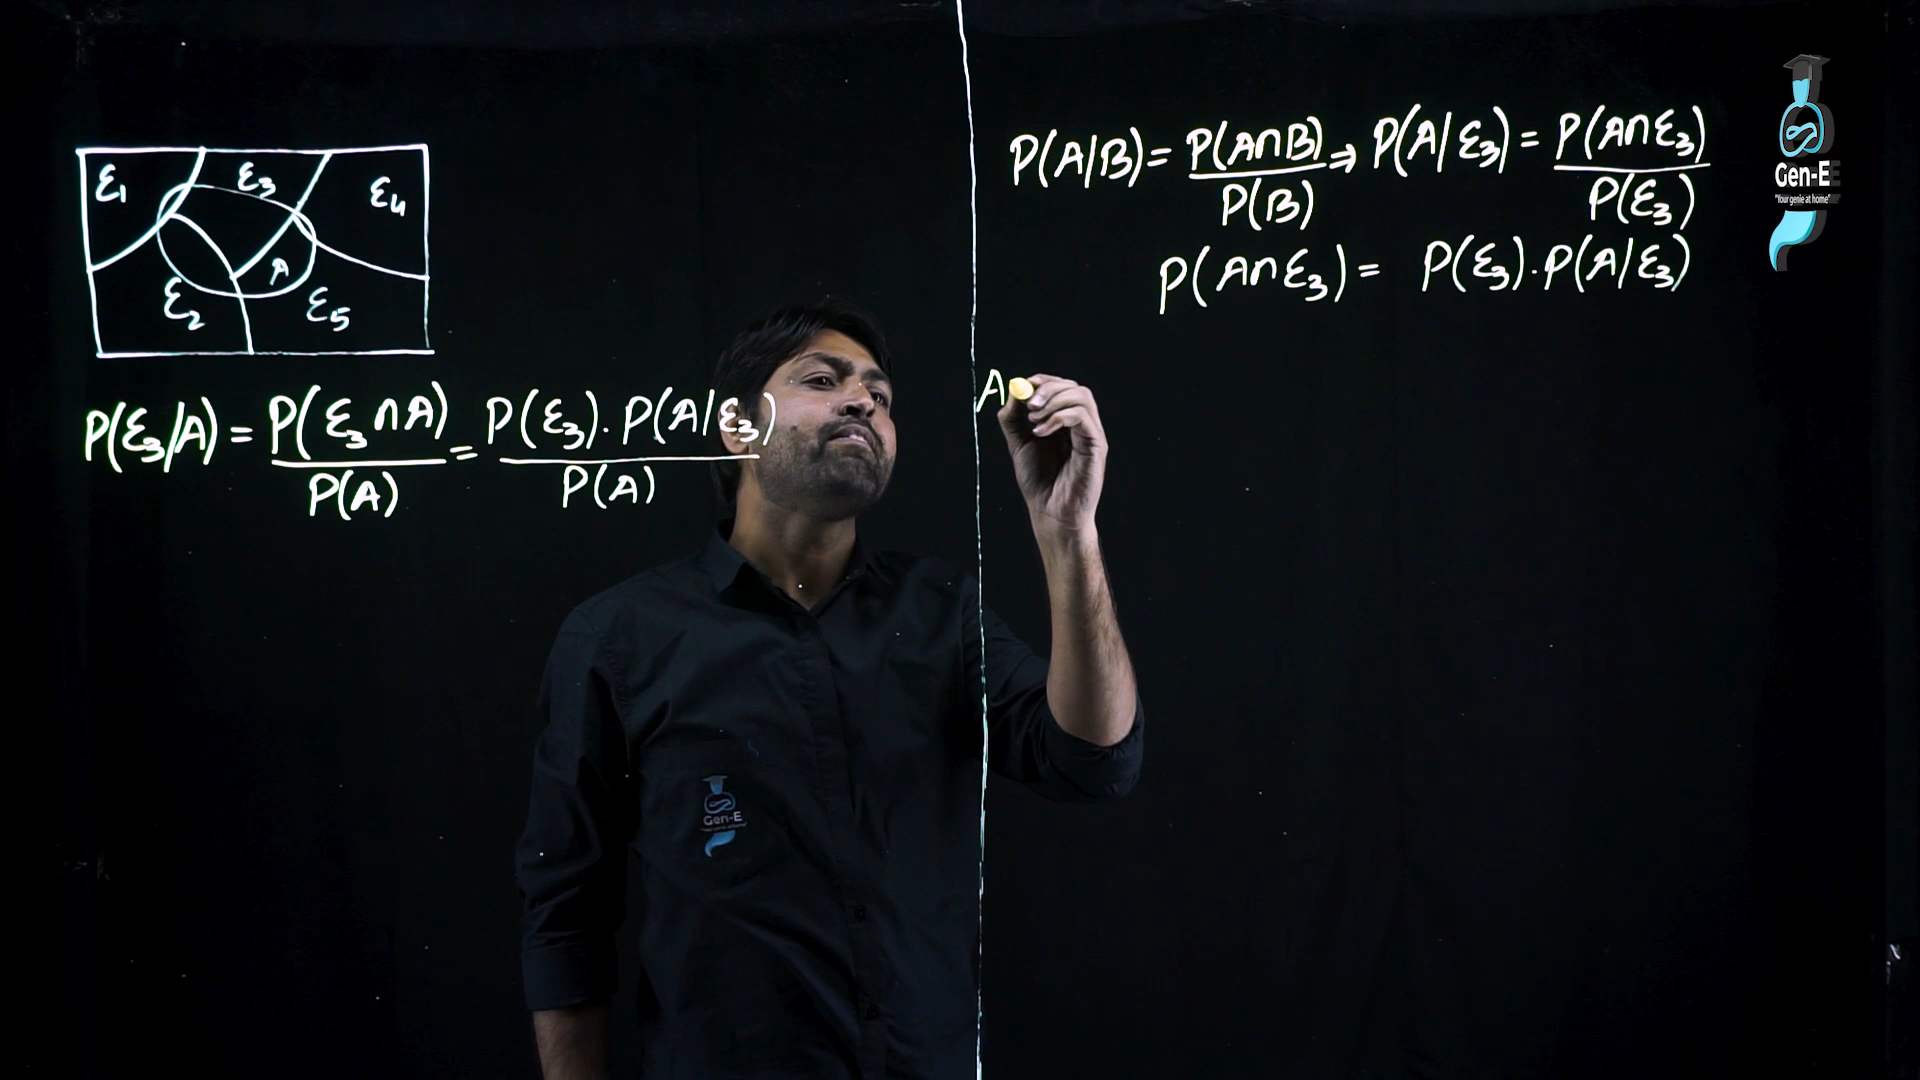 ε1 ε3 ε4
A
ε2 ε5
P(ε3/A) = P(ε3∩A)/P(A) = P(ε3).P(A/ε3)/P(A)
P(A/B) = P(A∩B)/P(B) ⇒ P(A/ε3) = P(A∩ε3)/P(ε3)
P(A∩ε3) = P(ε3).P(A/ε3)
A
Gen-E
"Your genie at home"
Gen-E